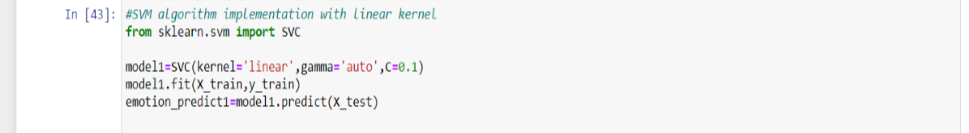 In [43]: #SVM algorithm implementation with linear kernel
from sklearn.svm import SVC
model1=SVC(kernel='linear',gamma='auto',C=0.1)
model1.fit(X_train,y_train)
emotion_predict1=model1.predict(X_test)